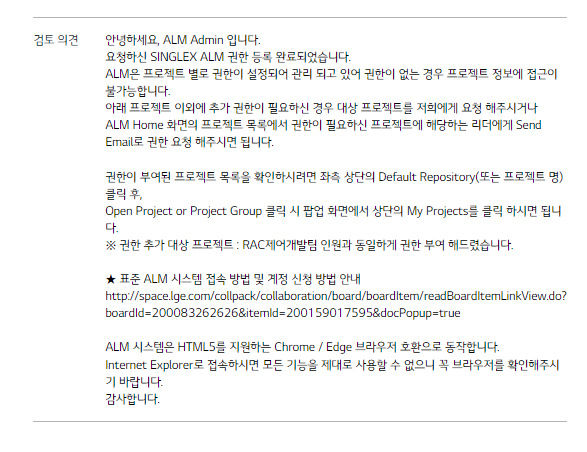 검토 의견
안녕하세요, ALM Admin 입니다.
요청하신 SINGLEX ALM 권한 등록 완료되었습니다.
ALM은 프로젝트 별로 권한이 설정되어 관리 되고 있어 권한이 없는 경우 프로젝트 정보에 접근이
불가능합니다.
아래 프로젝트 이외에 추가 권한이 필요하신 경우 대상 프로젝트를 저희에게 요청 해주시거나
ALM Home 화면의 프로젝트 목록에서 권한이 필요하신 프로젝트에 해당하는 리더에게 Send
Email로 권한 요청 해주시면 됩니다.
권한이 부여된 프로젝트 목록을 확인하시려면 좌측 상단의 Default Repository(또는 프로젝트 명)
클릭 후,
Open Project or Project Group 클릭 시 팝업 화면에서 상단의 My Projects를 클릭 하시면 됩니
다.
※ 권한 추가 대상 프로젝트 : RAC제어개발팀 인원과 동일하게 권한 부여 해드렸습니다.
★ 표준 ALM 시스템 접속 방법 및 계정 신청 방법 안내
http://space.lge.com/collpack/collaboration/board/boardItem/readBoardItemLinkView.do?
boardId=200083262626&itemId=200159017595&docPopup=true
ALM 시스템은 HTML5를 지원하는 Chrome / Edge 브라우저 호환으로 동작합니다.
Internet Explorer로 접속하시면 모든 기능을 제대로 사용할 수 없으니 꼭 브라우저를 확인해주시
기 바랍니다.
감사합니다.